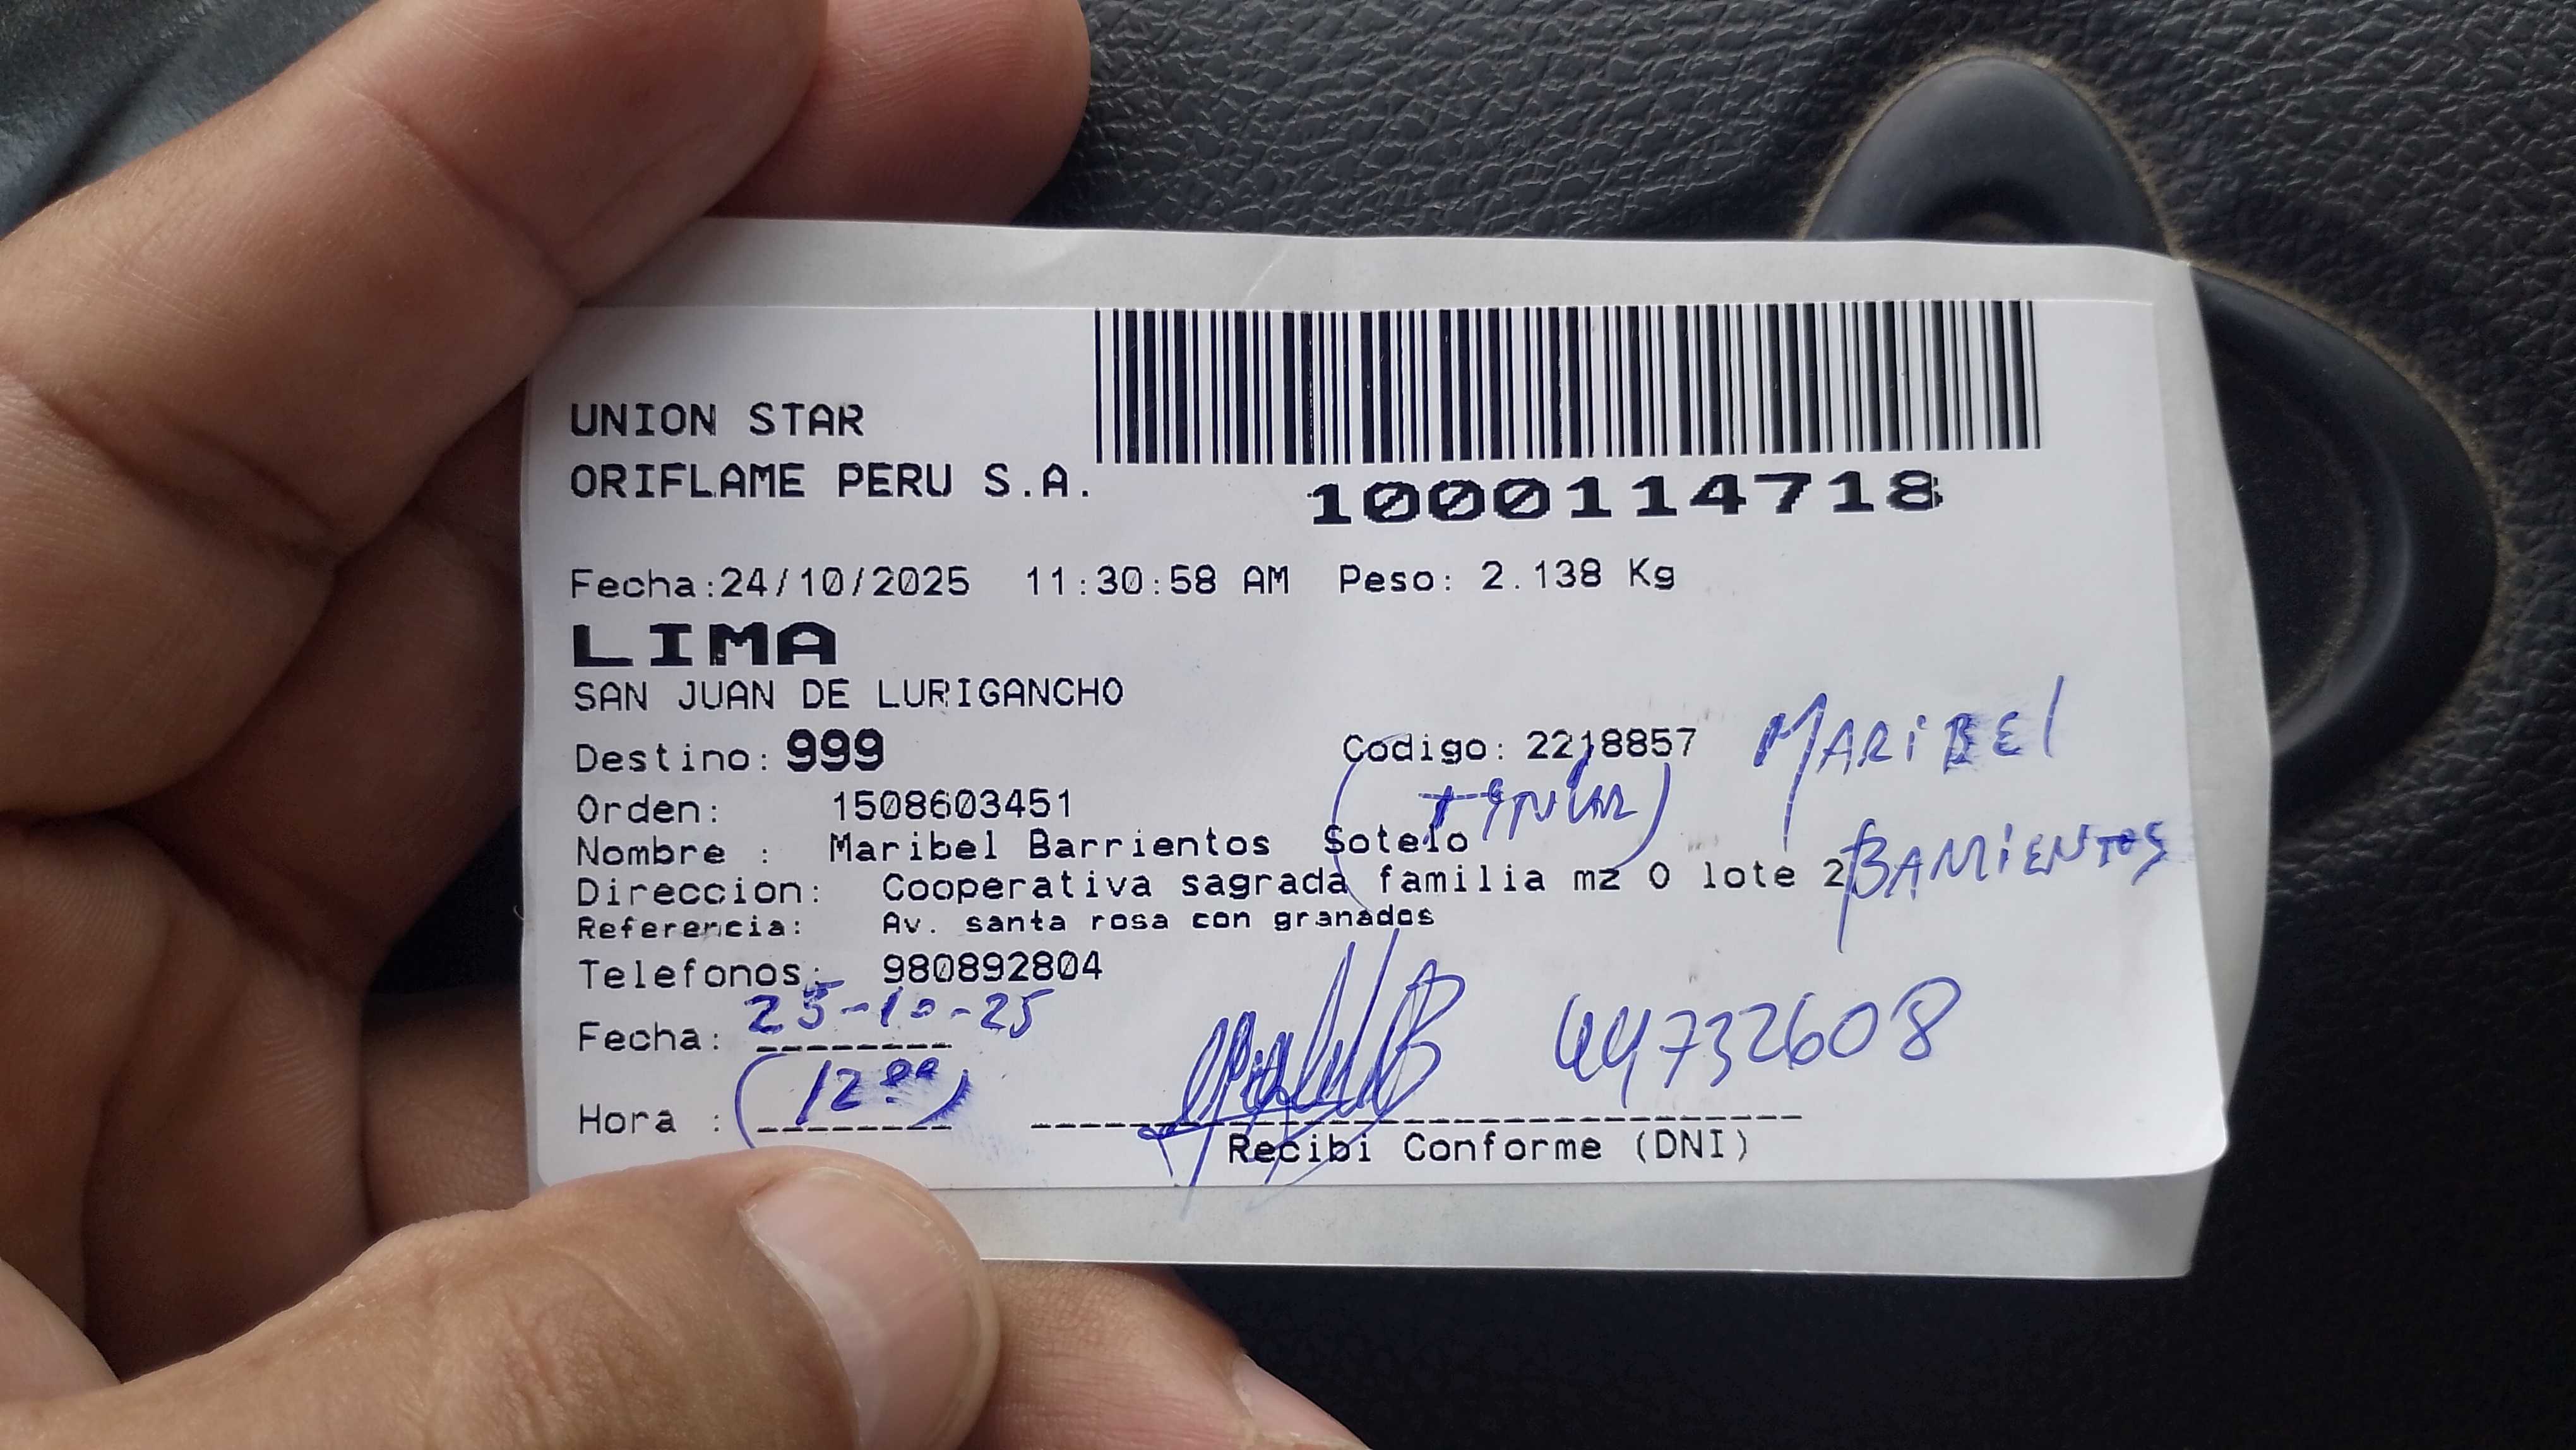 UNION STAR
ORIFLAME PERU S.A.
1000114718
Fecha:24/10/2025 11:30:58 AM Peso: 2.138 Kg
LIMA
SAN JUAN DE LURIGANCHO
Destino: 999 Codigo: 2218857 MARIBEL
Orden: 1508603451
Nombre : Maribel Barrientos Sotelo
BARRIENTOS
Direccion: Cooperativa sagrada familia mz O lote 2
Referencia: Av. santa rosa con granados
Telefonos: 980892804
Fecha: 25-10-25
44732608
Hora : (12:00)
Recibi Conforme (DNI)